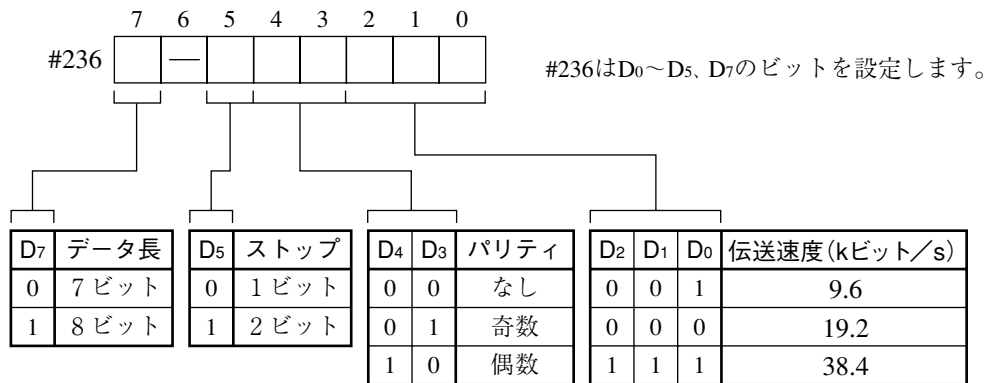 7 6 5 4 3 2 1 0
#236 —
#236はD0～D5、D7のビットを設定します。
D7 データ長
0 7ビット
1 8ビット
D5 ストップ
0 1ビット
1 2ビット
D4 D3 パリティ
0 0 なし
0 1 奇数
1 0 偶数
D2 D1 D0 伝送速度（kビット／s）
0 0 1 9.6
0 0 0 19.2
1 1 1 38.4